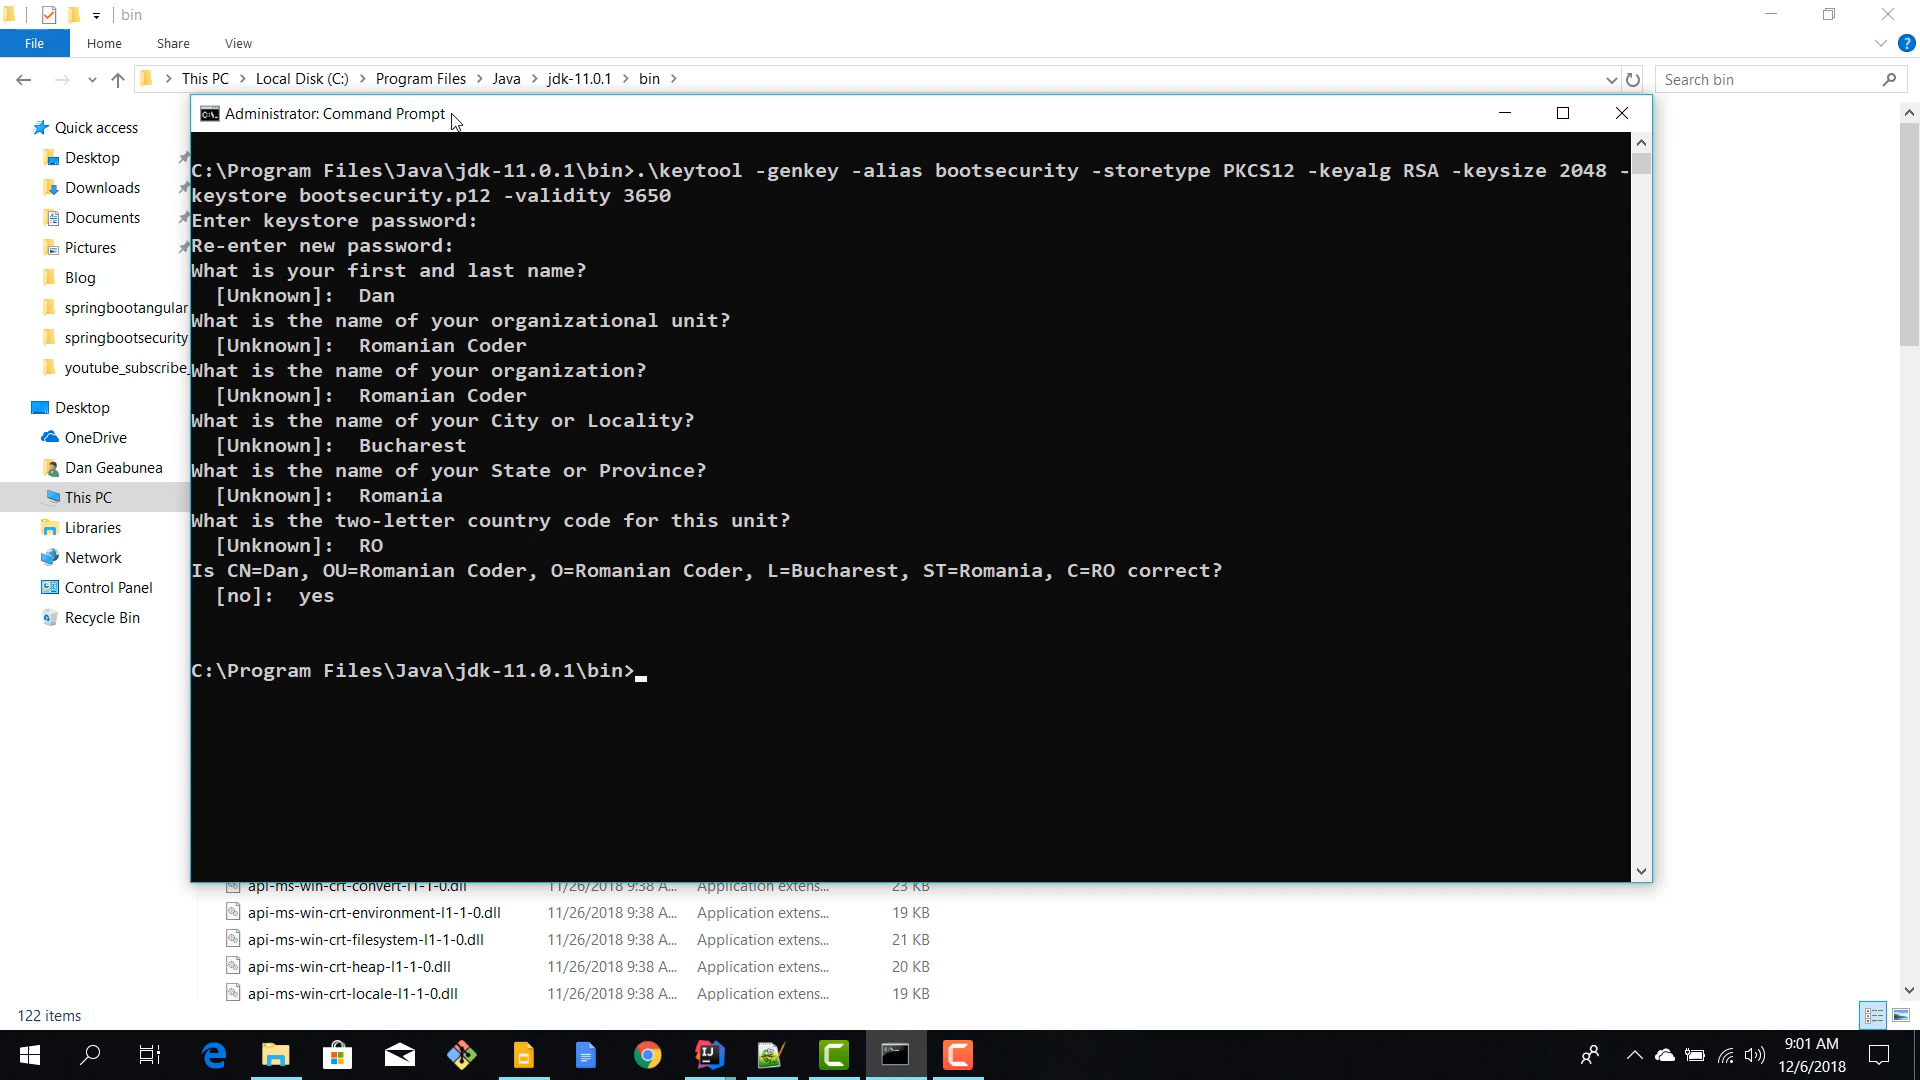 bin
File Home Share View
This PC Local Disk (C:) Program Files Java jdk-11.0.1 bin
Search bin
Quick access
Desktop
Downloads
Documents
Pictures
Blog
springbootangular
springbootsecurity
youtube_subscribe_
Desktop
OneDrive
Dan Geabunea
This PC
Libraries
Network
Control Panel
Recycle Bin
Administrator: Command Prompt
C:\Program Files\Java\jdk-11.0.1\bin>.\keytool -genkey -alias bootsecurity -storetype PKCS12 -keyalg RSA -keysize 2048 -
keystore bootsecurity.p12 -validity 3650
Enter keystore password:
Re-enter new password:
What is your first and last name?
[Unknown]: Dan
What is the name of your organizational unit?
[Unknown]: Romanian Coder
What is the name of your organization?
[Unknown]: Romanian Coder
What is the name of your City or Locality?
[Unknown]: Bucharest
What is the name of your State or Province?
[Unknown]: Romania
What is the two-letter country code for this unit?
[Unknown]: RO
Is CN=Dan, OU=Romanian Coder, O=Romanian Coder, L=Bucharest, ST=Romania, C=RO correct?
[no]: yes
C:\Program Files\Java\jdk-11.0.1\bin>
api-ms-win-crt-convert-l1-1-0.dll 11/26/2018 9:38 A... Application extens... 23 KB
api-ms-win-crt-environment-l1-1-0.dll 11/26/2018 9:38 A... Application extens... 19 KB
api-ms-win-crt-filesystem-l1-1-0.dll 11/26/2018 9:38 A... Application extens... 21 KB
api-ms-win-crt-heap-l1-1-0.dll 11/26/2018 9:38 A... Application extens... 20 KB
api-ms-win-crt-locale-l1-1-0.dll 11/26/2018 9:38 A... Application extens... 19 KB
122 items
9:01 AM
12/6/2018